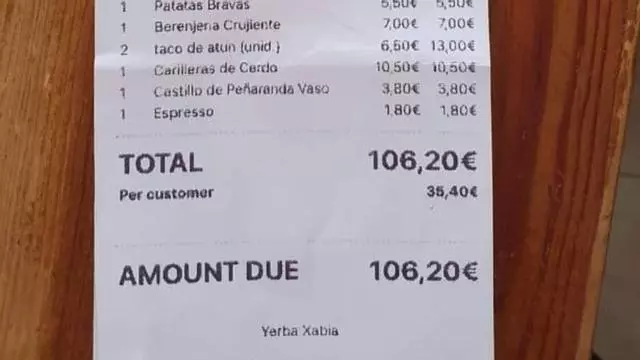 1 Patatas Bravas 5,50€ 5,50€
1 Berenjena Crujiente 7,00€ 7,00€
2 taco de atun (unid.) 6,50€ 13,00€
1 Carilleras de Cerdo 10,50€ 10,50€
1 Castillo de Peñaranda Vaso 3,80€ 3,80€
1 Espresso 1,80€ 1,80€
TOTAL 106,20€
Per customer 35,40€
AMOUNT DUE 106,20€
Yerba Xabia